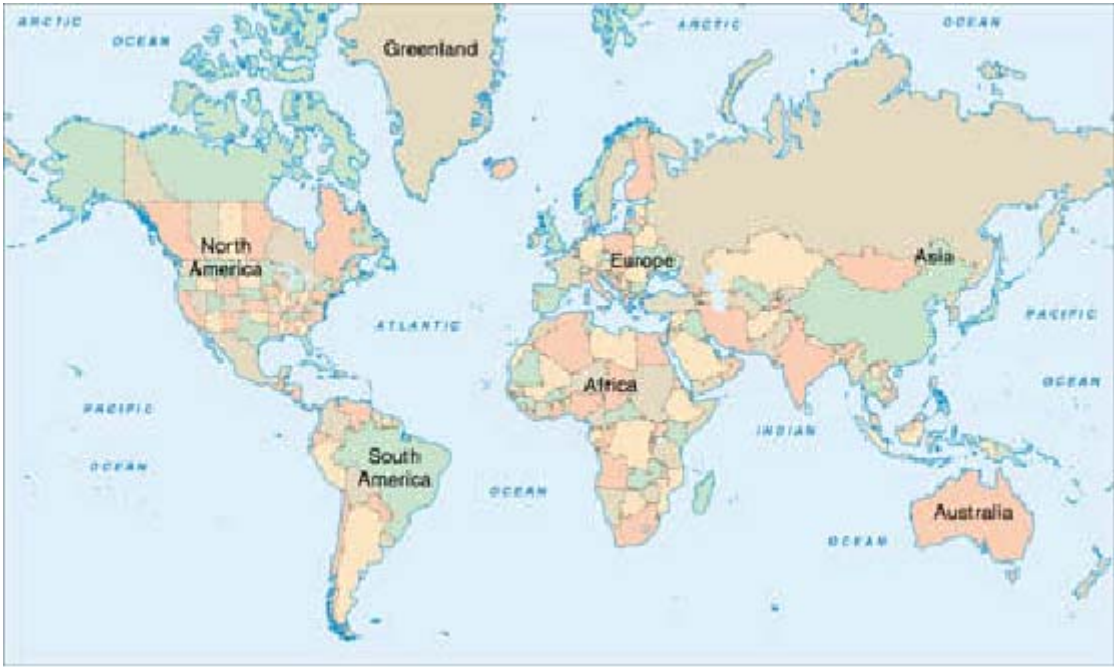 ARCTIC
OCEAN
ARCTIC
OCEAN
Greenland
North
America
Europe
Asia
ATLANTIC
PACIFIC
Africa
PACIFIC
OCEAN
INDIAN
OCEAN
South
America
OCEAN
Australia
OCEAN